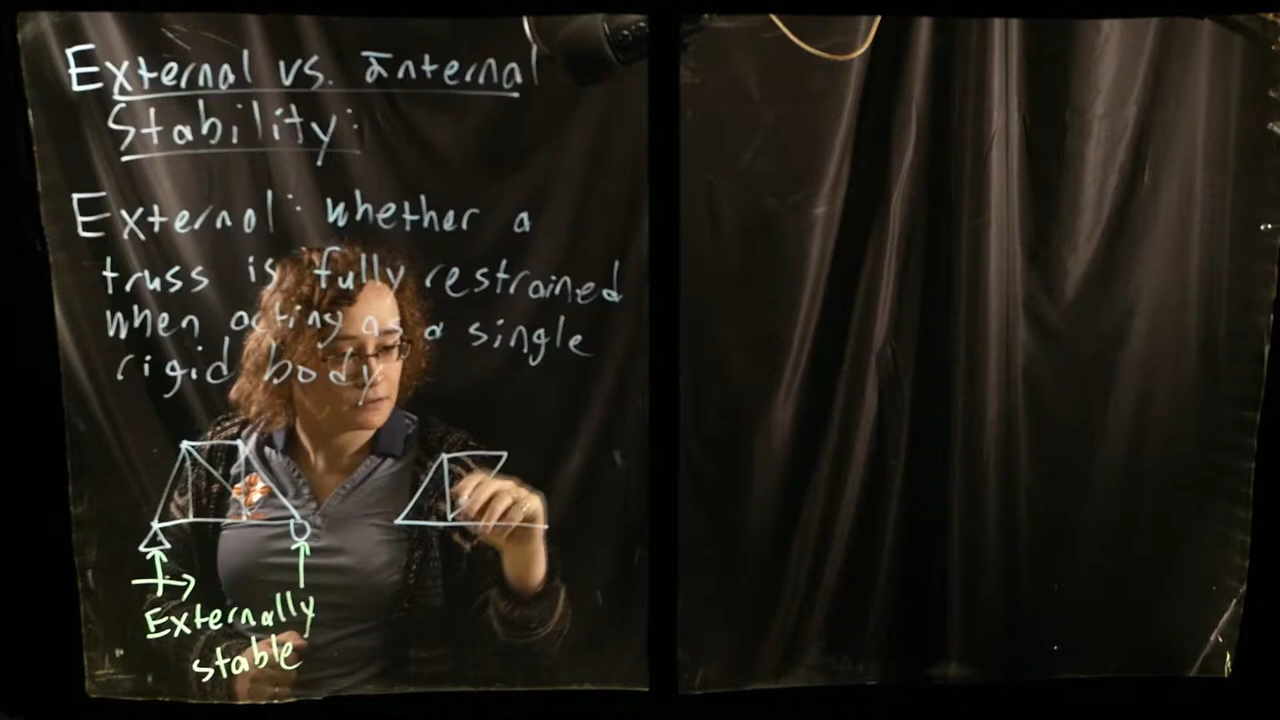 External vs. Internal
Stability:
External: whether a
truss is fully restrained
when acting as a single
rigid body
Externally
stable